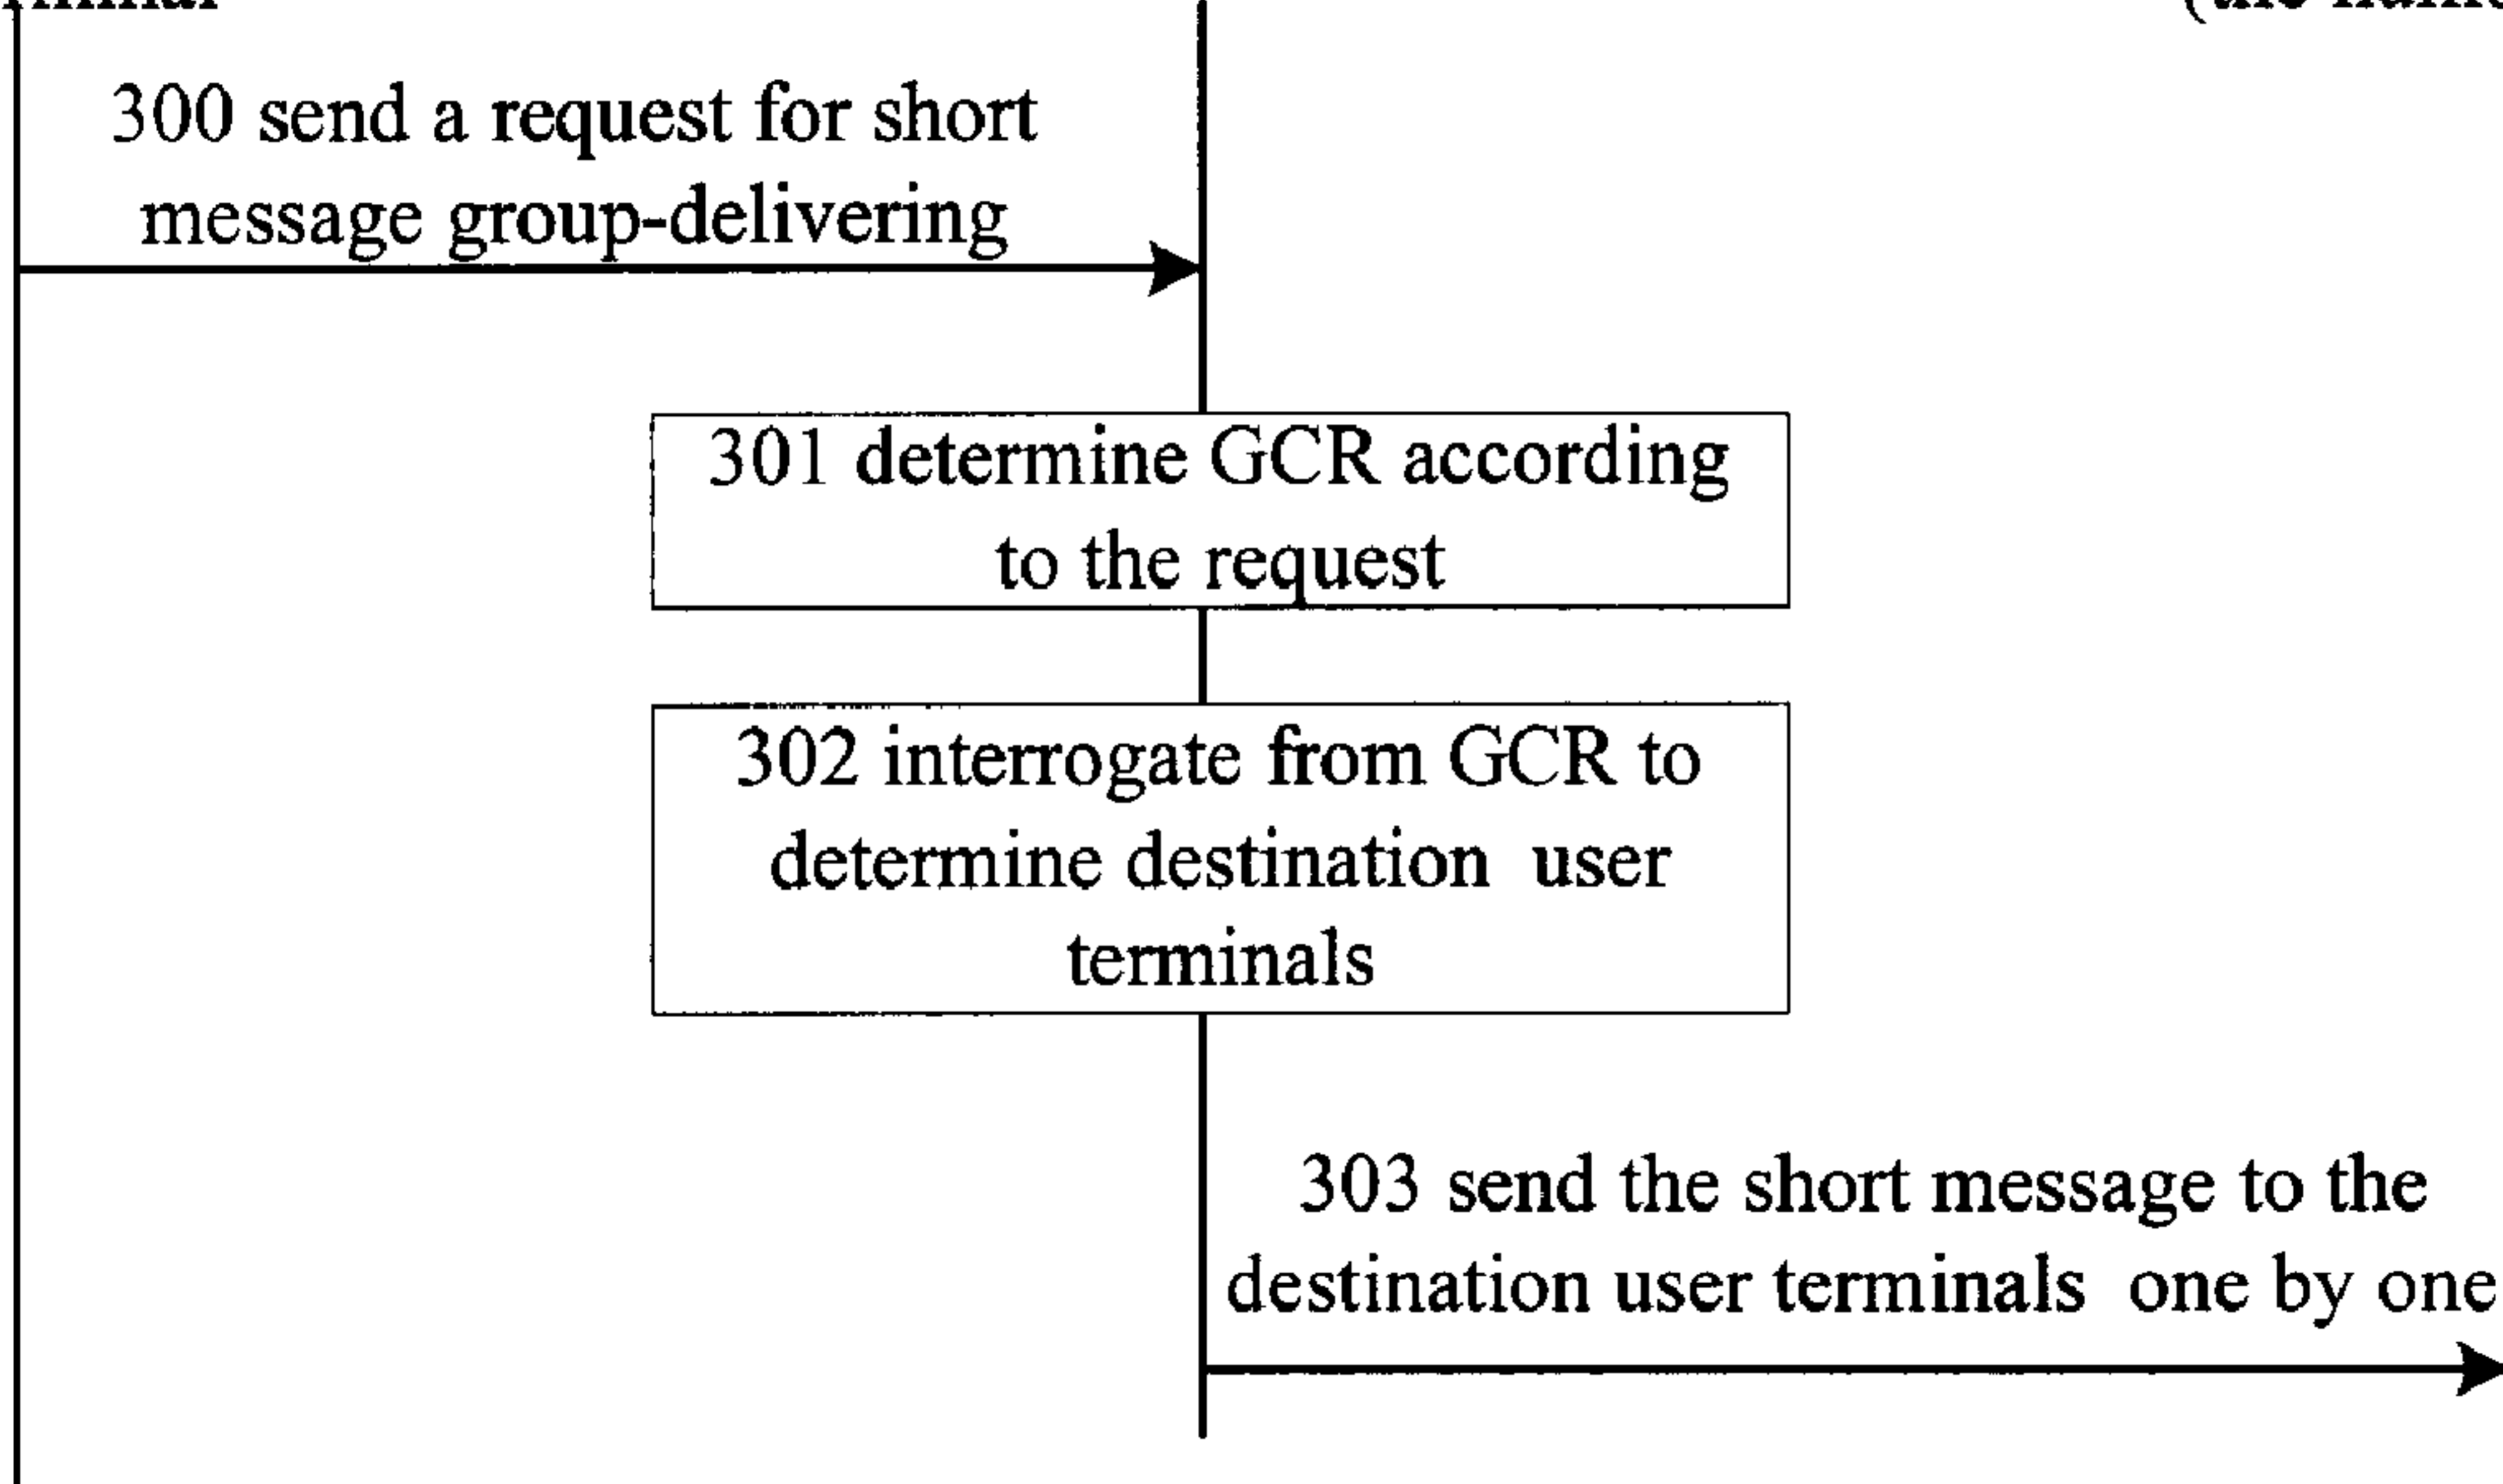 300 send a request for short
message group-delivering
301 determine GCR according
to the request
302 interrogate from GCR to
determine destination user
terminals
303 send the short message to the
destination user terminals one by one